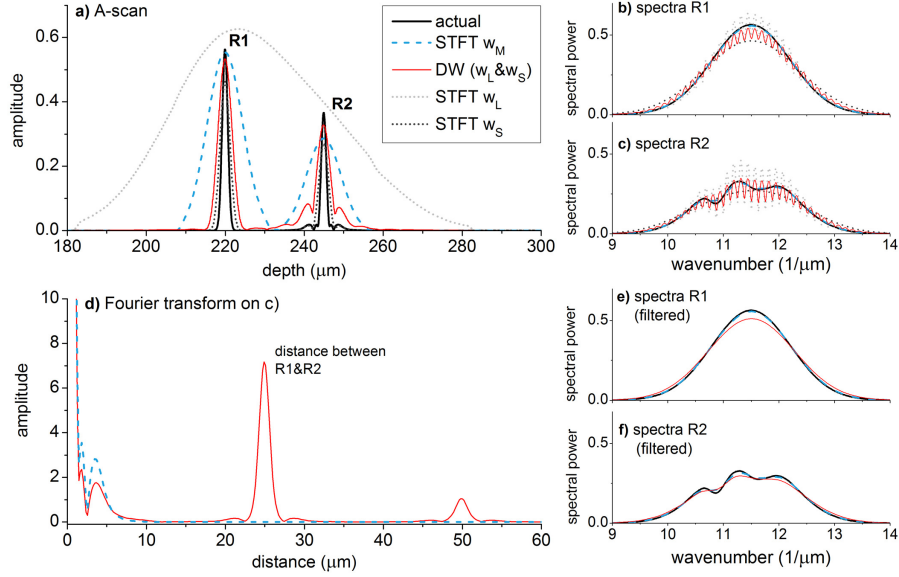 a) A-scan
R1
R2
actual
STFT w_M
DW (w_L&w_S)
STFT w_L
STFT w_S
amplitude
0.6
0.4
0.2
0.0
180 200 220 240 260 280 300
depth (μm)
b) spectra R1
spectral power
0.5
0.0
c) spectra R2
spectral power
0.5
0.0
9 10 11 12 13 14
wavenumber (1/μm)
d) Fourier transform on c)
distance between
R1&R2
amplitude
10
8
6
4
2
0
0 10 20 30 40 50 60
distance (μm)
e) spectra R1
(filtered)
spectral power
0.5
0.0
f) spectra R2
(filtered)
spectral power
0.5
0.0
9 10 11 12 13 14
wavenumber (1/μm)